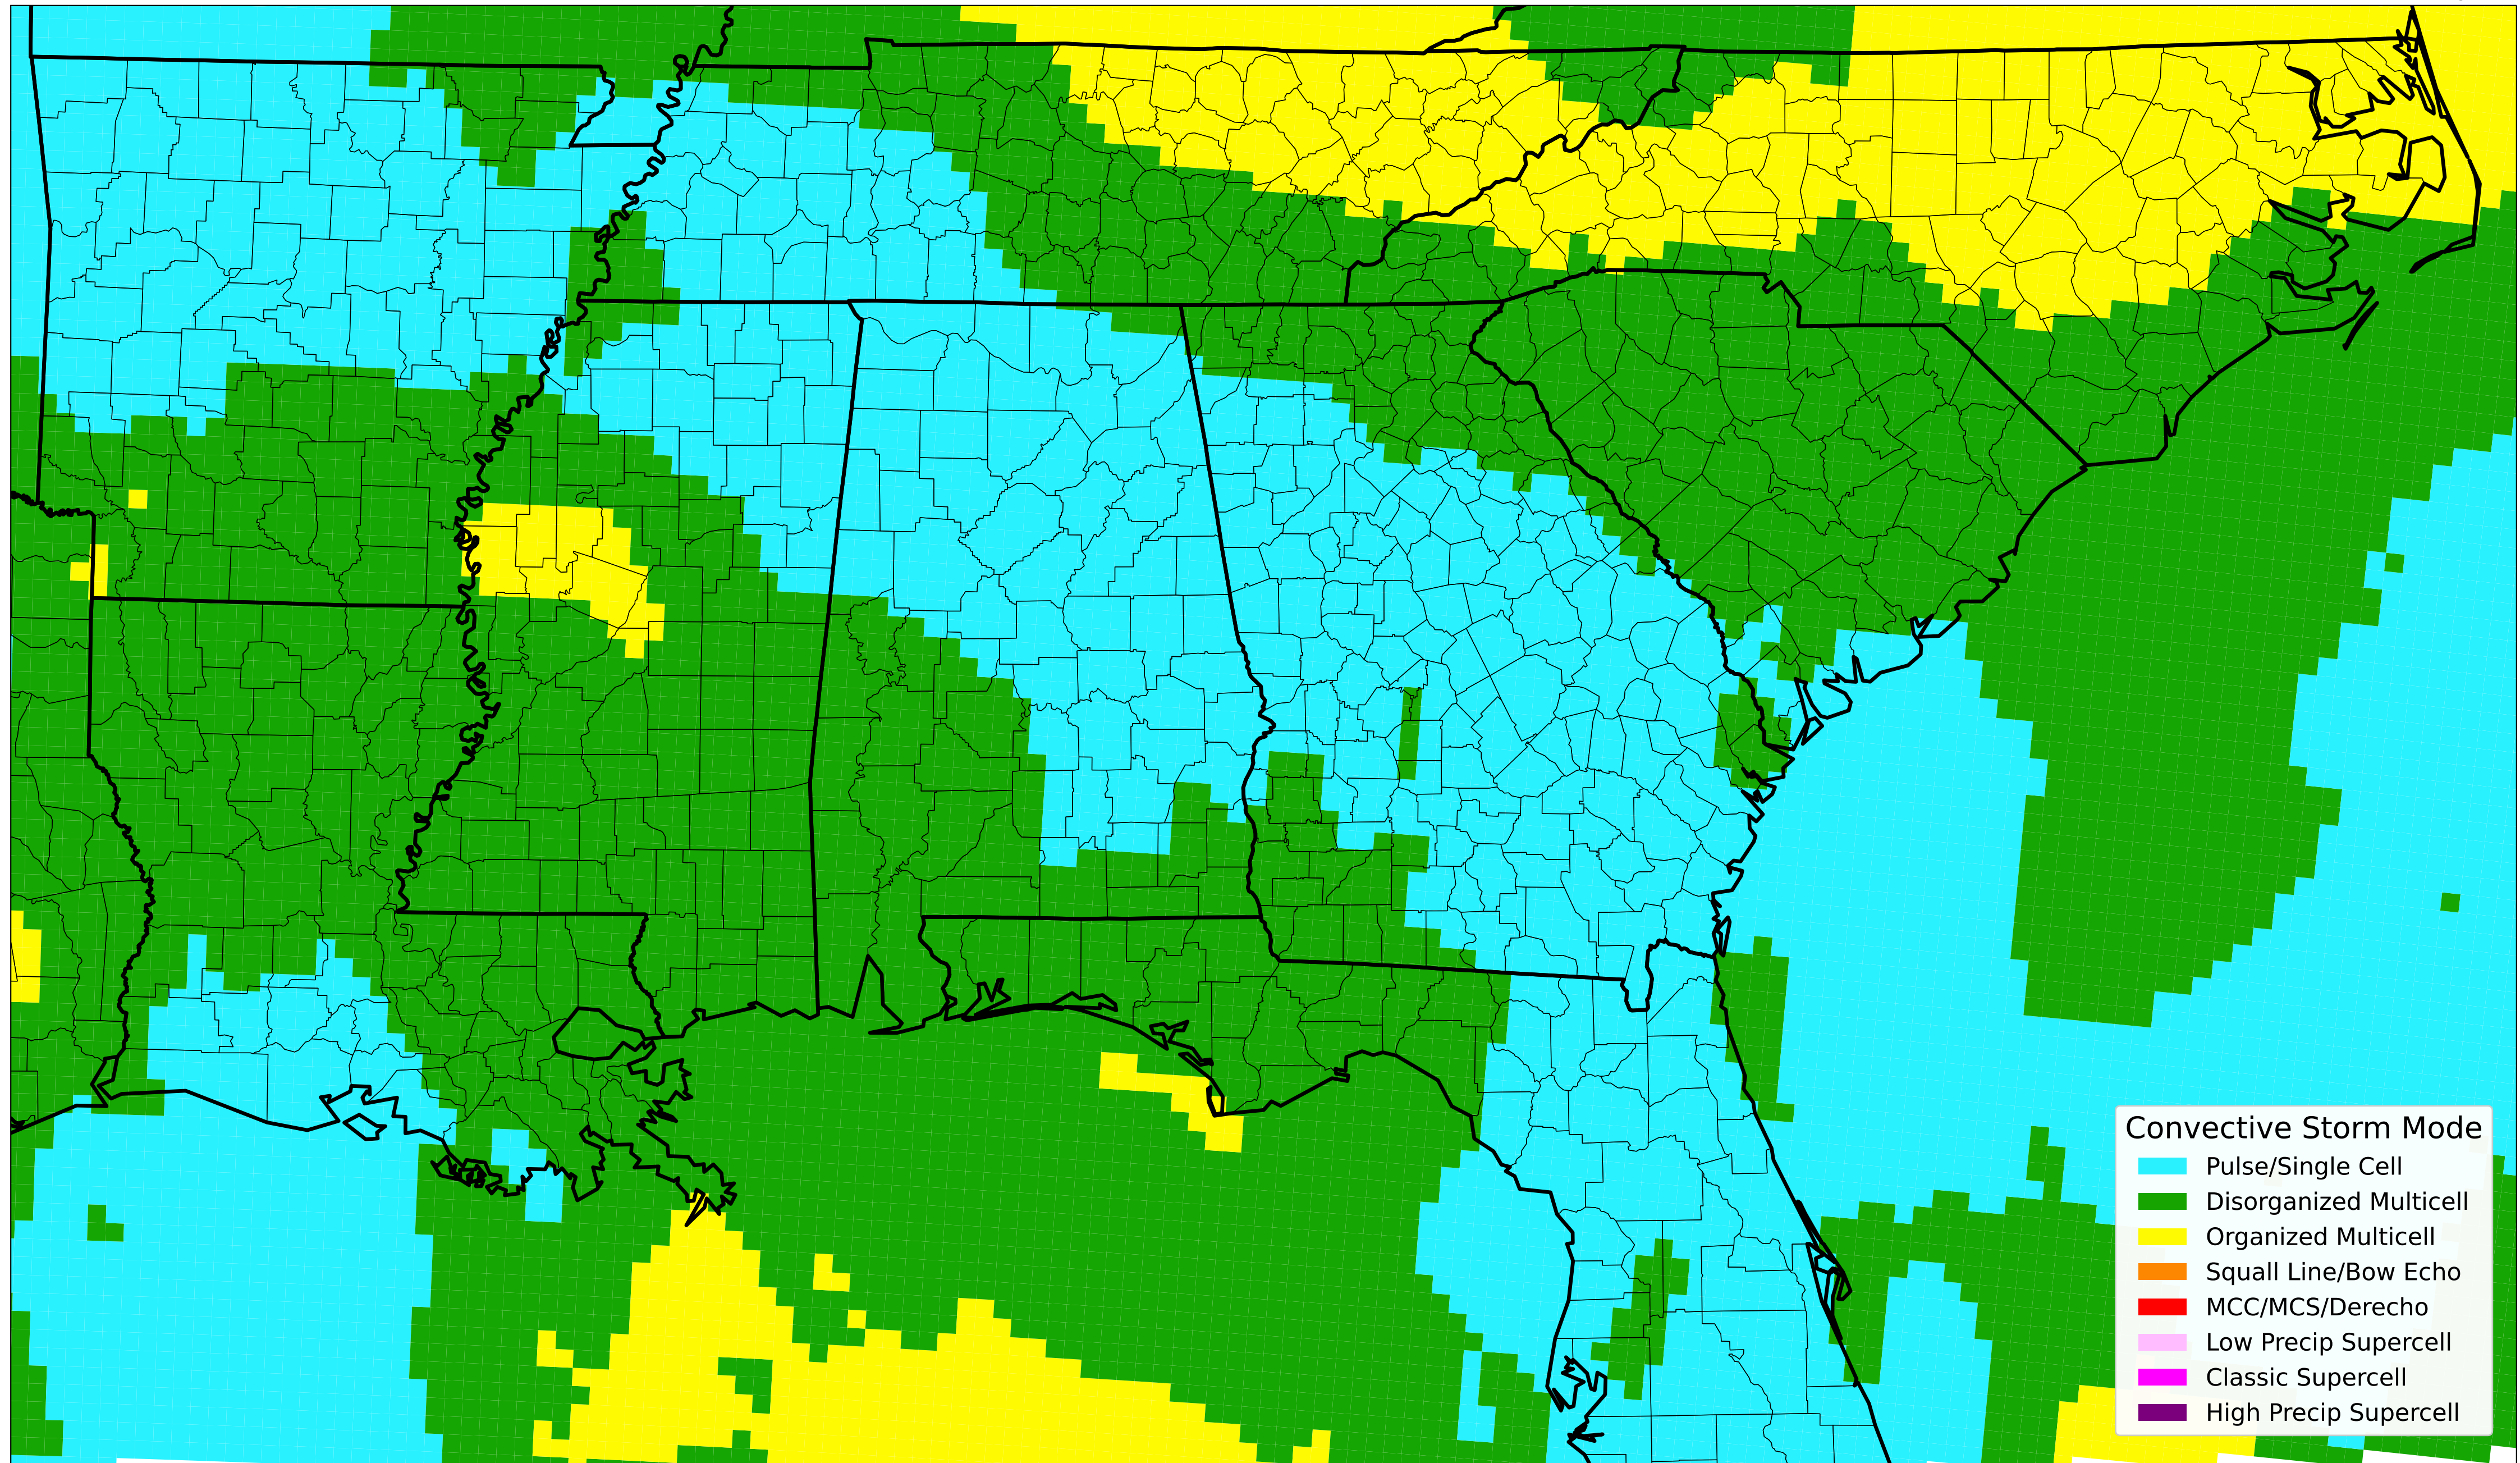 Convective Storm Mode
Pulse/Single Cell
Disorganized Multicell
Organized Multicell
Squall Line/Bow Echo
MCC/MCS/Derecho
Low Precip Supercell
Classic Supercell
High Precip Supercell